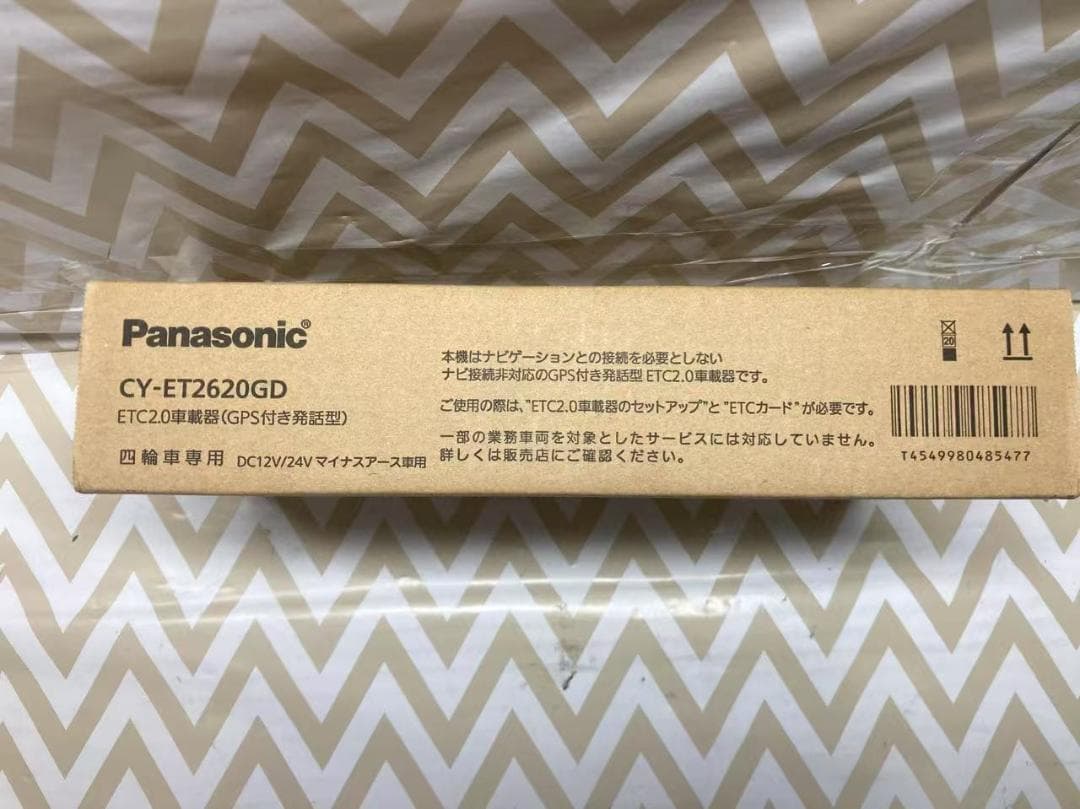 Panasonic®
CY-ET2620GD
ETC2.0車載器(GPS付き発話型)
四輪車専用 DC12V/24V マイナスアース車用
本機はナビゲーションとの接続を必要としない
ナビ接続非対応のGPS付き発話型 ETC2.0車載器です。
ご使用の際は、"ETC2.0車載器のセットアップ"と"ETCカード"が必要です。
一部の業務車両を対象としたサービスには対応していません。
詳しくは販売店にご確認ください。
20
T4549980485477